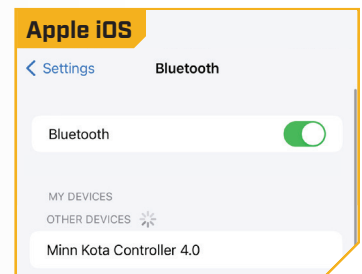 Apple iOS
Settings Bluetooth
Bluetooth
MY DEVICES
OTHER DEVICES
Minn Kota Controller 4.0